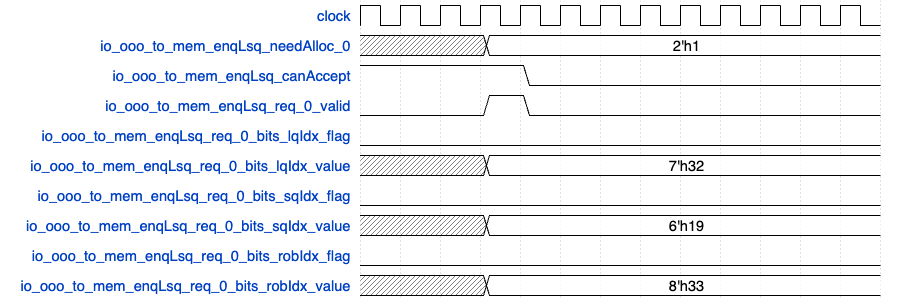 clock
io_ooo_to_mem_enqLsq_needAlloc_0 2'h1
io_ooo_to_mem_enqLsq_canAccept
io_ooo_to_mem_enqLsq_req_0_valid
io_ooo_to_mem_enqLsq_req_0_bits_lqIdx_flag
io_ooo_to_mem_enqLsq_req_0_bits_lqIdx_value 7'h32
io_ooo_to_mem_enqLsq_req_0_bits_sqIdx_flag
io_ooo_to_mem_enqLsq_req_0_bits_sqIdx_value 6'h19
io_ooo_to_mem_enqLsq_req_0_bits_robIdx_flag
io_ooo_to_mem_enqLsq_req_0_bits_robIdx_value 8'h33